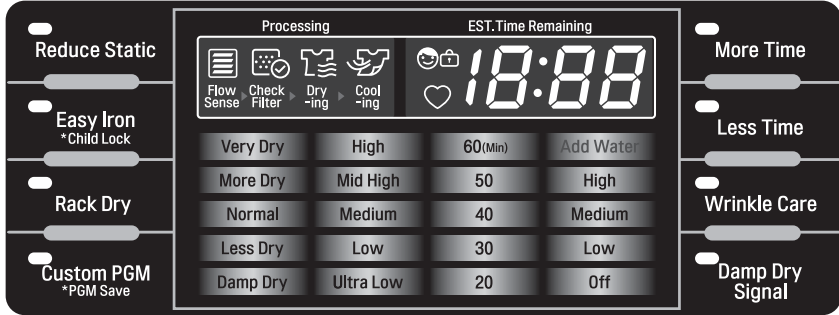 Processing
EST.Time Remaining
Reduce Static
Flow Sense
Check Filter
Dry -ing
Cool -ing
18:88
More Time
Easy Iron
*Child Lock
Less Time
Very Dry High 60(Min) Add Water
More Dry Mid High 50 High
Rack Dry
Wrinkle Care
Normal Medium 40 Medium
Less Dry Low 30 Low
Custom PGM
*PGM Save
Damp Dry Signal
Damp Dry Ultra Low 20 Off